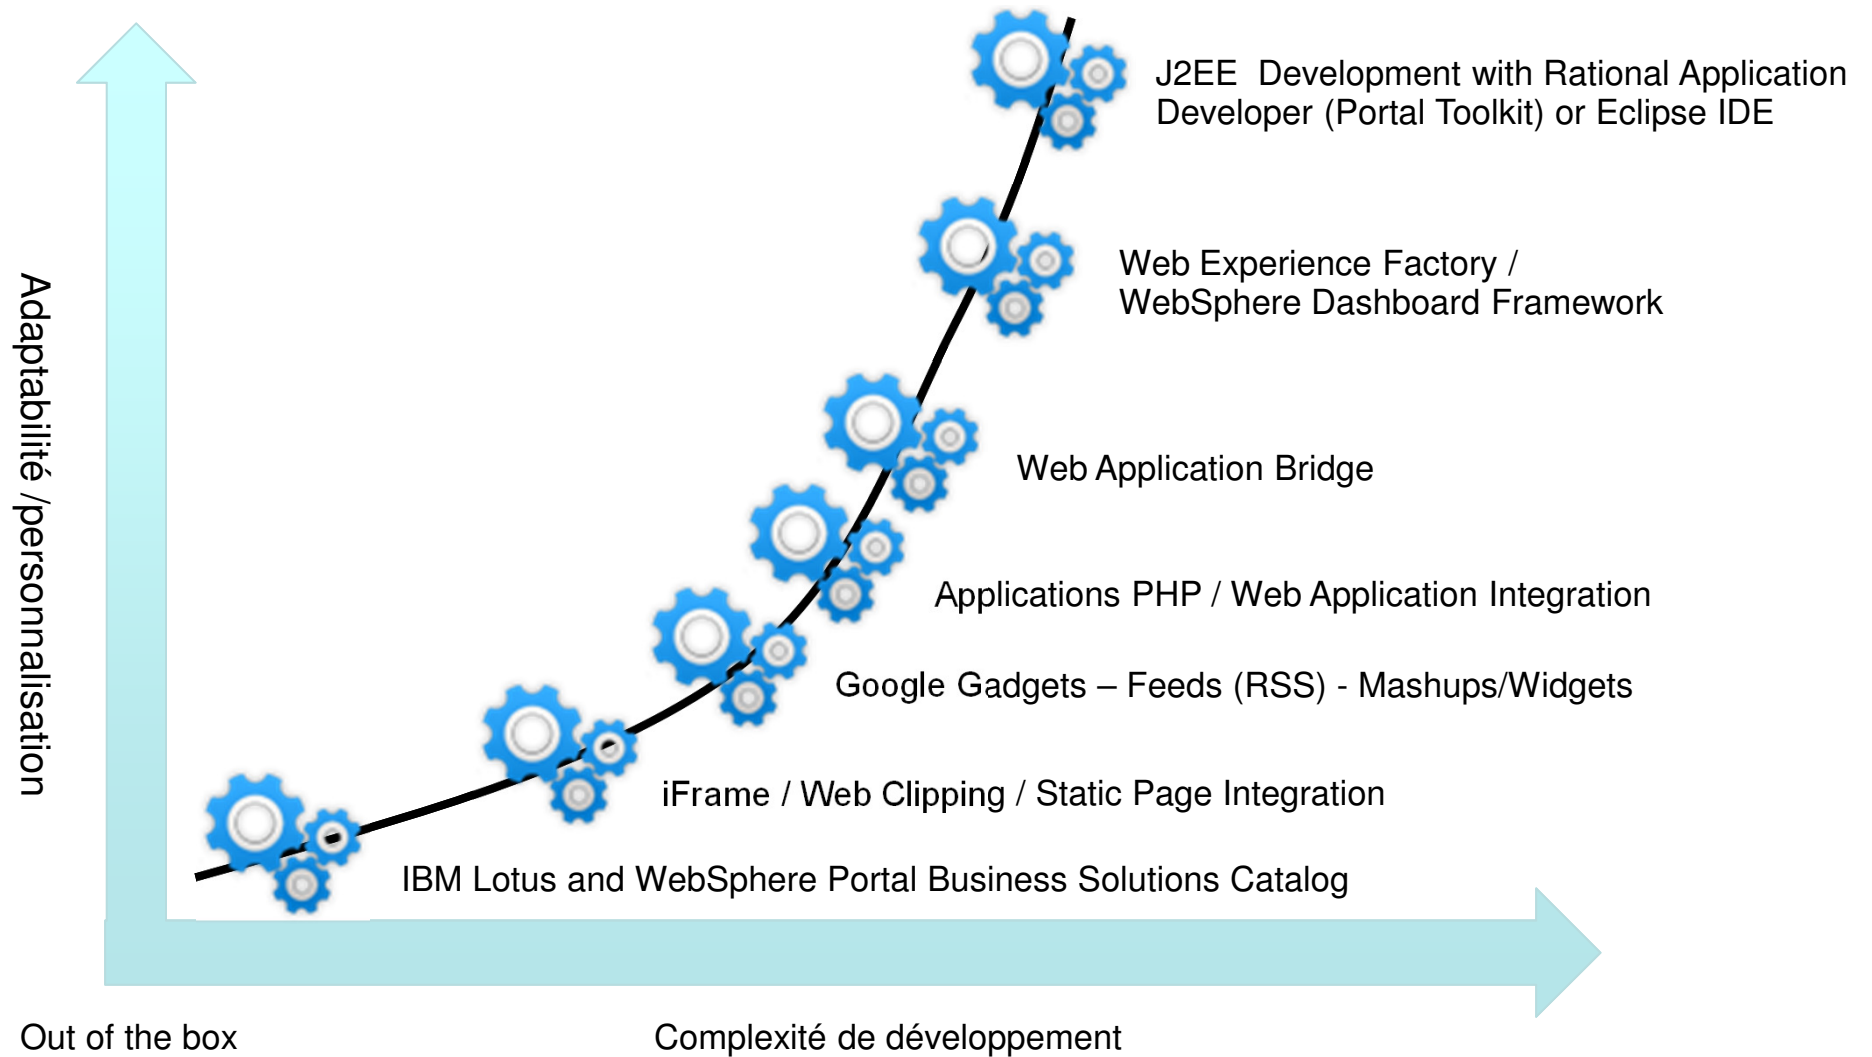 J2EE  Development with Rational Application
Developer (Portal Toolkit) or Eclipse IDE
Web Experience Factory /
WebSphere Dashboard Framework
Adaptabilité /personnalisation
Web Application Bridge
Applications PHP / Web Application Integration
Google Gadgets – Feeds (RSS) - Mashups/Widgets
iFrame / Web Clipping / Static Page Integration
IBM Lotus and WebSphere Portal Business Solutions Catalog
Out of the box
Complexité de développement